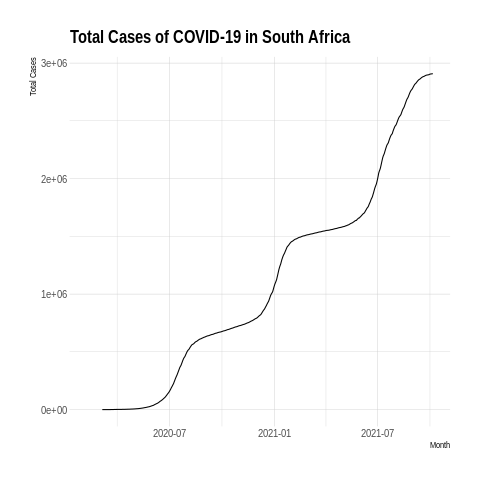 Total Cases of COVID-19 in South Africa
Total Cases
3e+06
2e+06
1e+06
0e+00
2020-07 2021-01 2021-07
Month